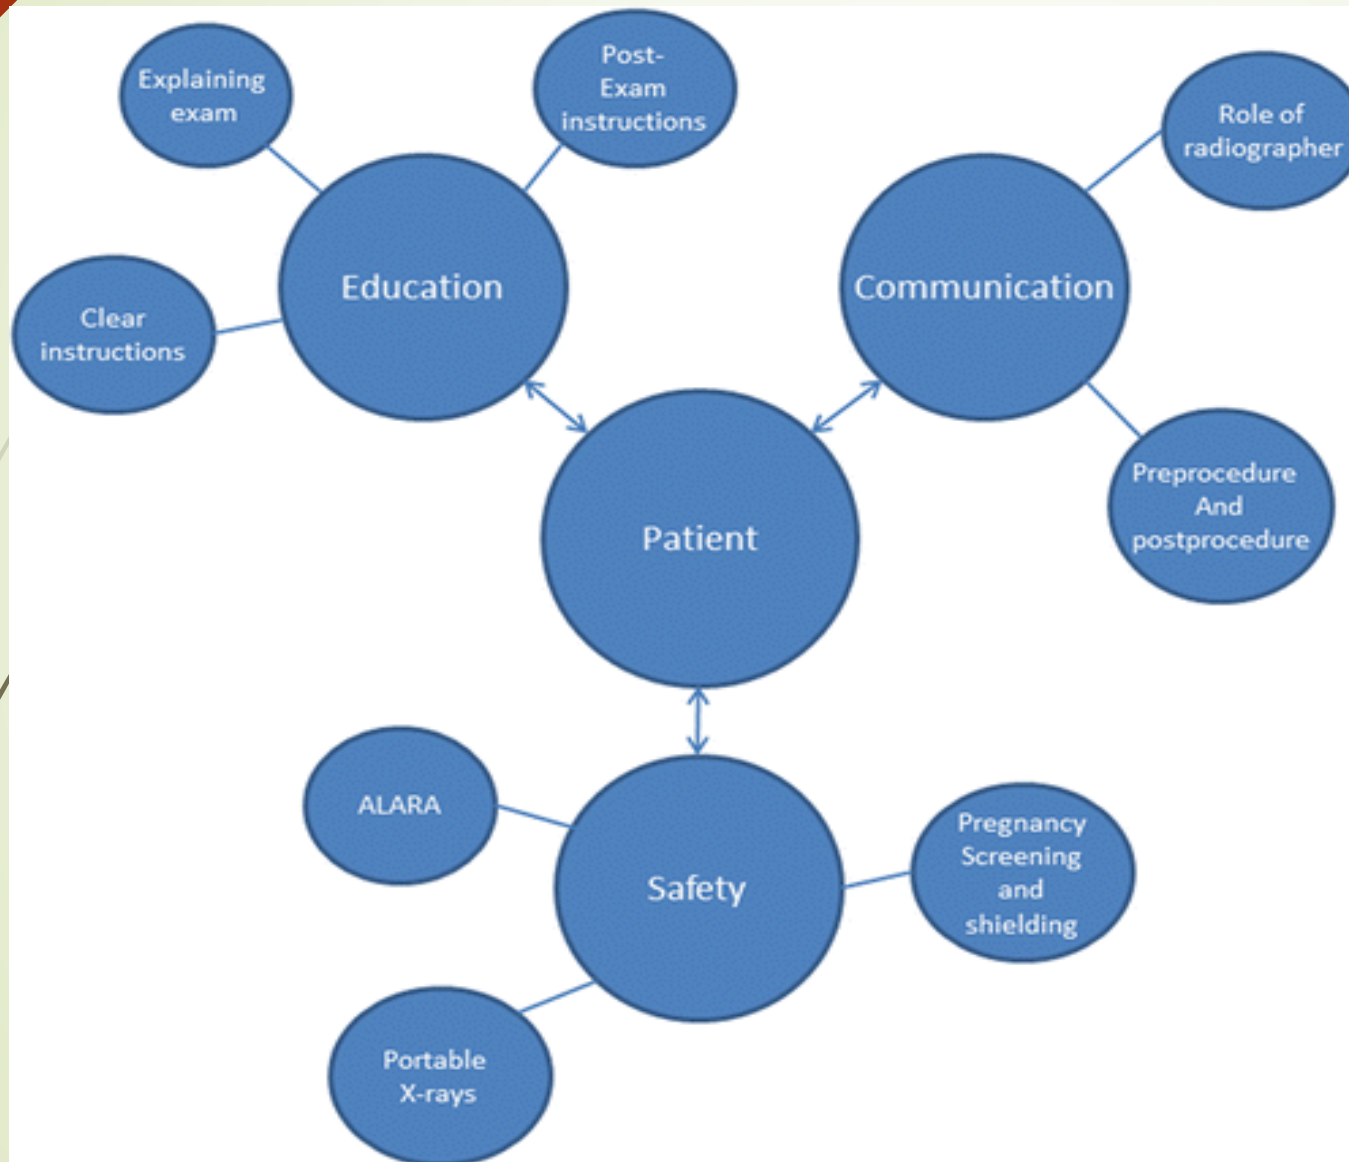 Explaining
exam
Post-
Exam
instructions
Role of
radiographer
Clear
instructions
Education
Communication
Preprocedure
And
postprocedure
Patient
ALARA
Safety
Pregnancy
Screening
and
shielding
Portable
X-rays